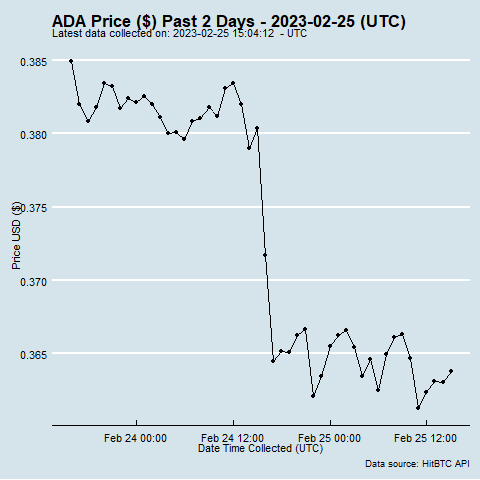 ADA Price ($) Past 2 Days - 2023-02-25 (UTC)
Latest data collected on: 2023-02-25 15:04:12 - UTC
0.385
0.380
0.375
0.370
0.365
Price USD ($)
Feb 24 00:00 Feb 24 12:00 Feb 25 00:00 Feb 25 12:00
Date Time Collected (UTC)
Data source: HitBTC API